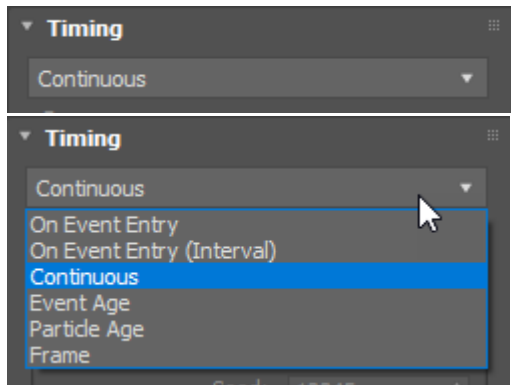 Timing
Continuous
Timing
Continuous
On Event Entry
On Event Entry (Interval)
Continuous
Event Age
Particle Age
Frame